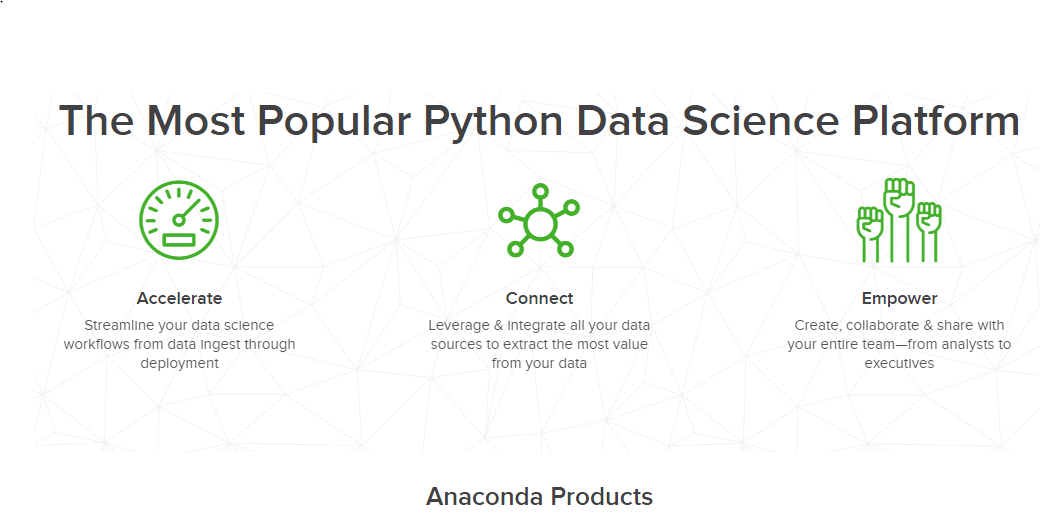 The Most Popular Python Data Science Platform
Accelerate
Streamline your data science
workflows from data ingest through
deployment
Connect
Leverage & integrate all your data
sources to extract the most value
from your data
Empower
Create, collaborate & share with
your entire team—from analysts to
executives
Anaconda Products